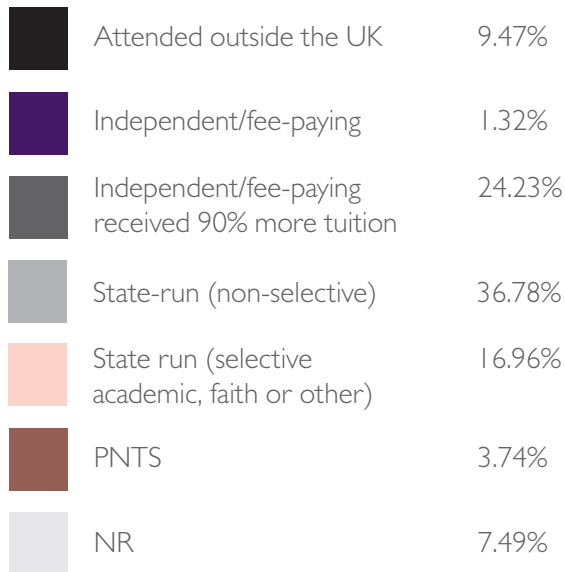 Attended outside the UK 9.47%
Independent/fee-paying 1.32%
Independent/fee-paying 24.23%
received 90% more tuition
State-run (non-selective) 36.78%
State run (selective 16.96%
academic, faith or other)
PNTS 3.74%
NR 7.49%